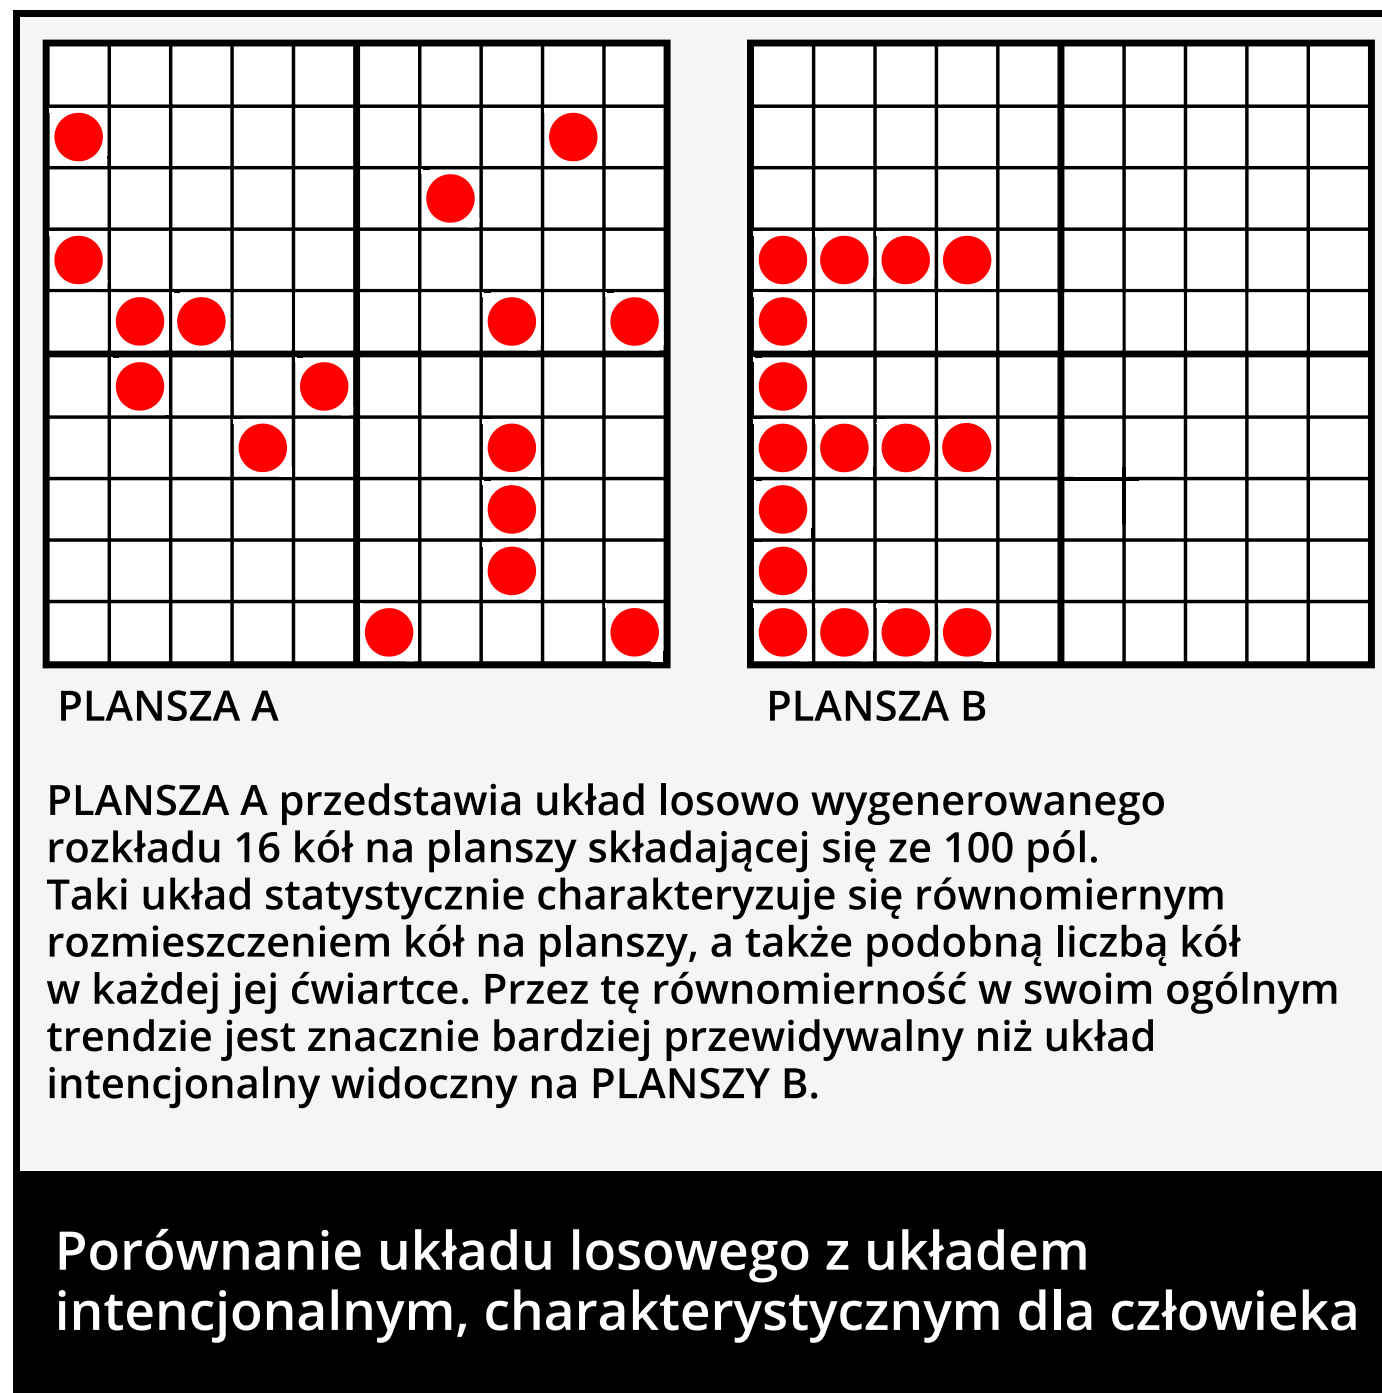 PLANSZA A
PLANSZA B
PLANSZA A przedstawia układ losowo wygenerowanego
rozkładu 16 kół na planszy składającej się ze 100 pól.
Taki układ statystycznie charakteryzuje się równomiernym
rozmieszczeniem kół na planszy, a także podobną liczbą kół
w każdej jej ćwiartce. Przez tę równomierność w swoim ogólnym
trendzie jest znacznie bardziej przewidywalny niż układ
intencjonalny widoczny na PLANSZY B.
Porównanie układu losowego z układem
intencjonalnym, charakterystycznym dla człowieka